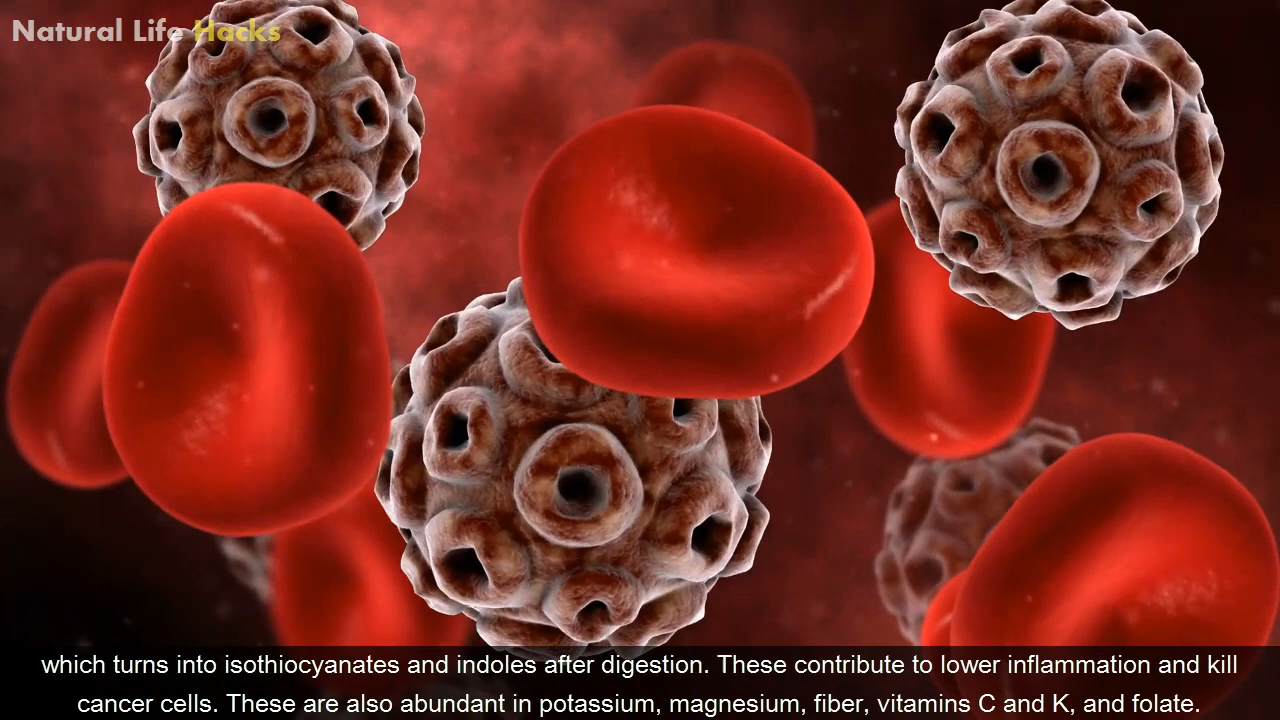 Natural Life Hacks
which turns into isothiocyanates and indoles after digestion. These contribute to lower inflammation and kill
cancer cells. These are also abundant in potassium, magnesium, fiber, vitamins C and K, and folate.